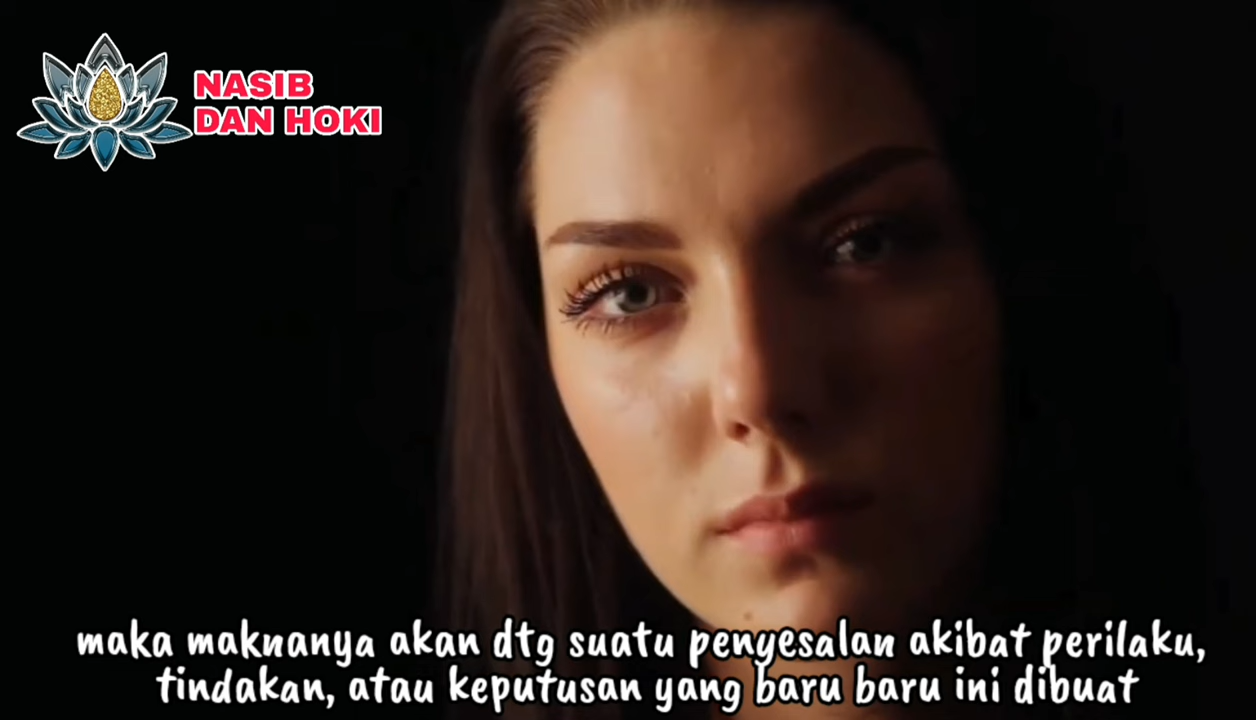 NASIB
DAN HOKI
maka maknanya akan dtg suatu penyesalan akibat perilaku,
tindakan, atau keputusan yang baru baru ini dibuat